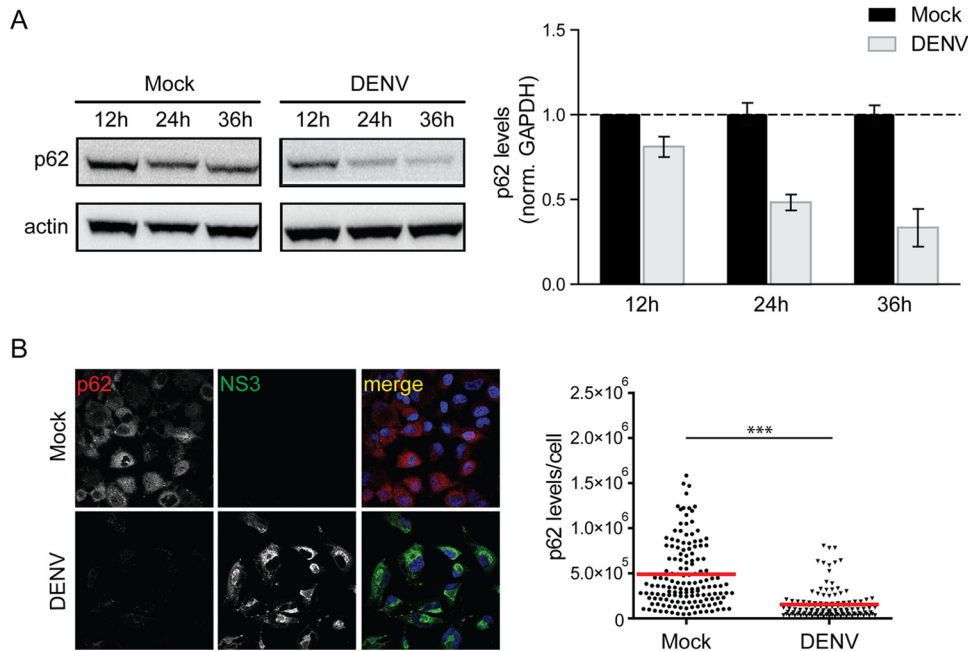 A
Mock
DENV
12h 24h 36h
12h 24h 36h
p62
actin
Mock
DENV
p62 levels
(norm. GAPDH)
1.5
1.0
0.5
0.0
12h 24h 36h
B
p62
NS3
merge
Mock
DENV
p62 levels/cell
2.5×10⁶
2.0×10⁶
1.5×10⁶
1.0×10⁶
5.0×10⁵
0
***
Mock
DENV